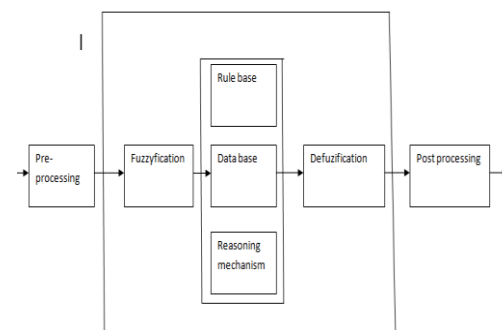 Rule base
Pre-
processing
Fuzzyfication
Data base
Defuzification
Post processing
Reasoning
mechanism